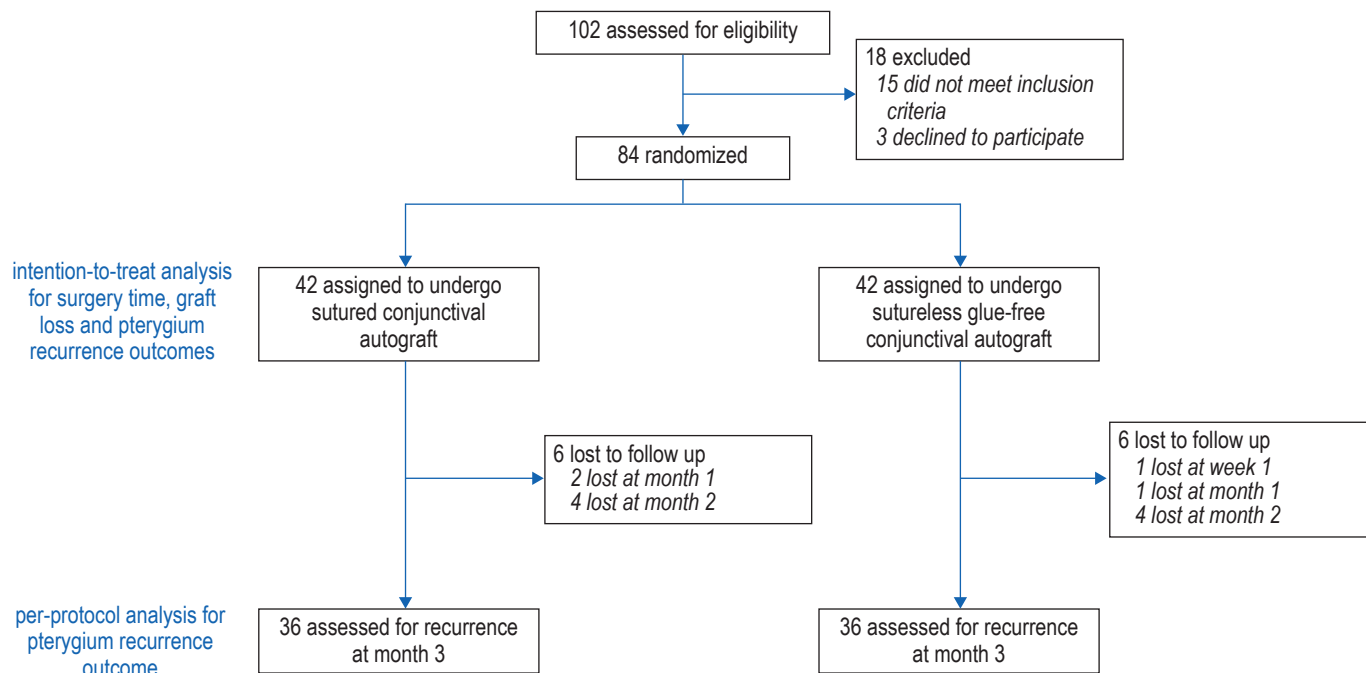 102 assessed for eligibility
18 excluded
15 did not meet inclusion
criteria
3 declined to participate
84 randomized
intention-to-treat analysis
for surgery time, graft
loss and pterygium
recurrence outcomes
42 assigned to undergo
sutured conjunctival
autograft
42 assigned to undergo
sutureless glue-free
conjunctival autograft
6 lost to follow up
2 lost at month 1
4 lost at month 2
6 lost to follow up
1 lost at week 1
1 lost at month 1
4 lost at month 2
per-protocol analysis for
pterygium recurrence
outcome
36 assessed for recurrence
at month 3
36 assessed for recurrence
at month 3